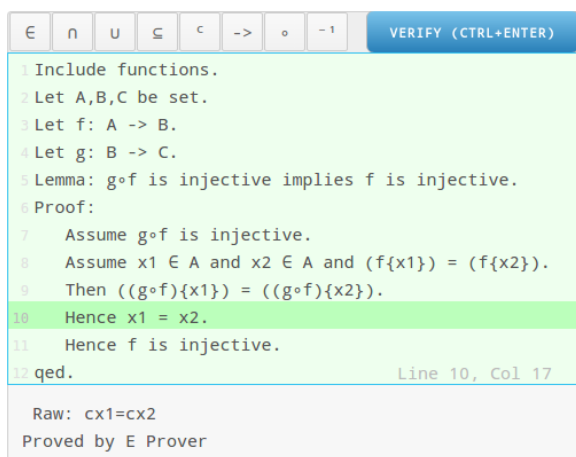 ∈ ∩ ∪ ⊆ ᶜ -> ∘ ⁻¹ VERIFY (CTRL+ENTER)
1 Include functions.
2 Let A,B,C be set.
3 Let f: A -> B.
4 Let g: B -> C.
5 Lemma: g∘f is injective implies f is injective.
6 Proof:
7 Assume g∘f is injective.
8 Assume x1 ∈ A and x2 ∈ A and (f{x1}) = (f{x2}).
9 Then ((g∘f){x1}) = ((g∘f){x2}).
10 Hence x1 = x2.
11 Hence f is injective.
12 qed. Line 10, Col 17
Raw: cx1=cx2
Proved by E Prover